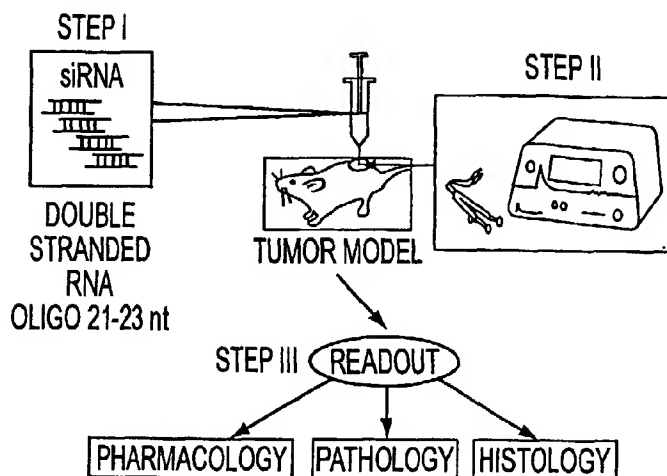 STEP I
siRNA
DOUBLE
STRANDED
RNA
OLIGO 21-23 nt
TUMOR MODEL
STEP II
STEP III
READOUT
PHARMACOLOGY
PATHOLOGY
HISTOLOGY